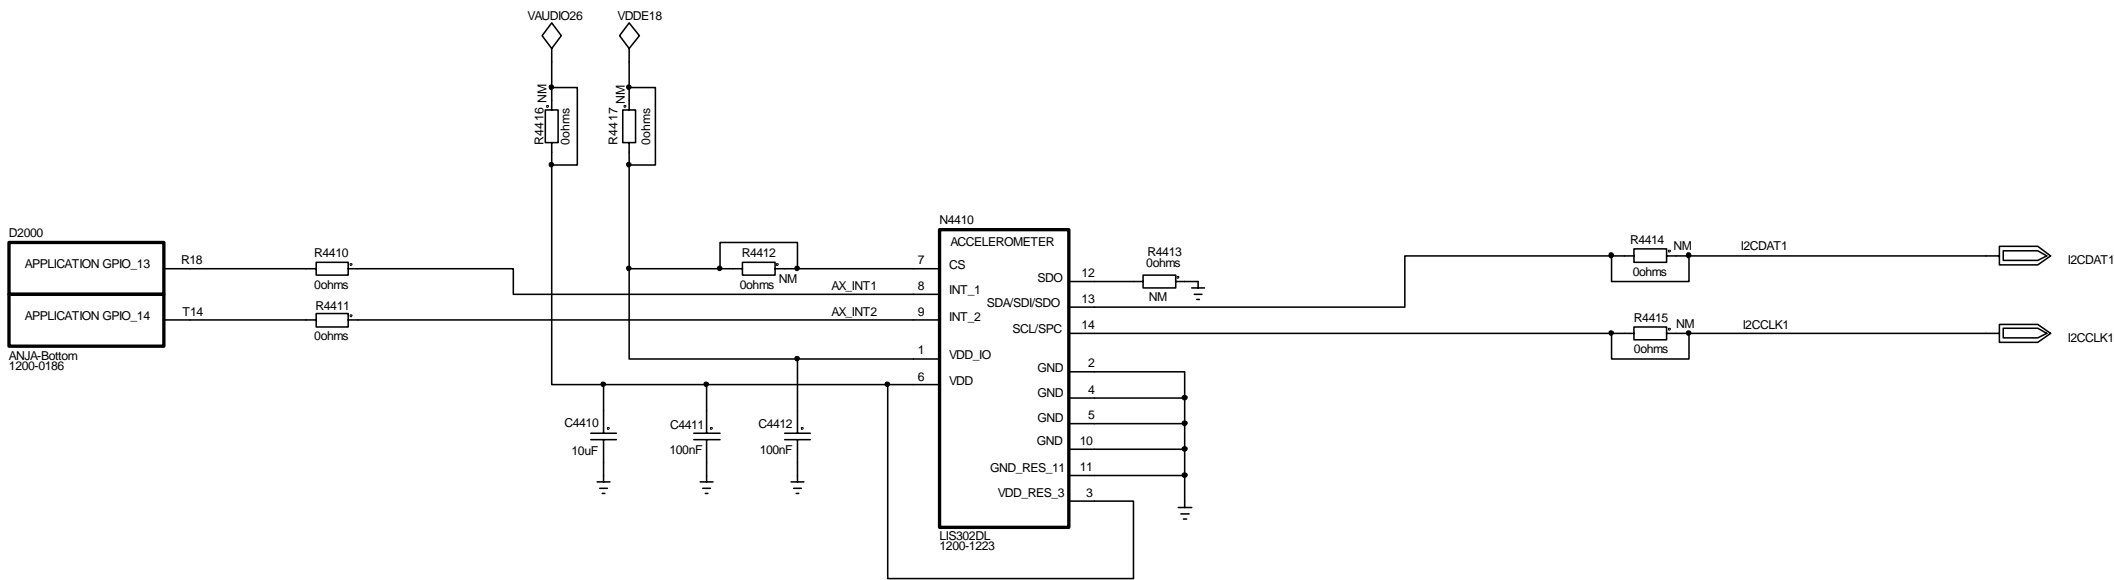 VAUDIO26
VDDE18
NM
R4416
0ohms
NM
R4417
0ohms
D2000
APPLICATION GPIO_13
R18
R4410
0ohms
APPLICATION GPIO_14
T14
R4411
0ohms
ANJA-Bottom
1200-0186
R4412
0ohms
NM
AX_INT1
AX_INT2
N4410
ACCELEROMETER
7
CS
8
INT_1
9
INT_2
1
VDD_IO
6
VDD
SDO
12
SDA/SDI/SDO
13
SCL/SPC
14
GND
2
GND
4
GND
5
GND
10
GND_RES_11
11
VDD_RES_3
3
LIS302DL
1200-1223
R4413
0ohms
NM
C4410
10uF
C4411
100nF
C4412
100nF
R4414
NM
0ohms
I2CDAT1
I2CDAT1
R4415
NM
0ohms
I2CCLK1
I2CCLK1